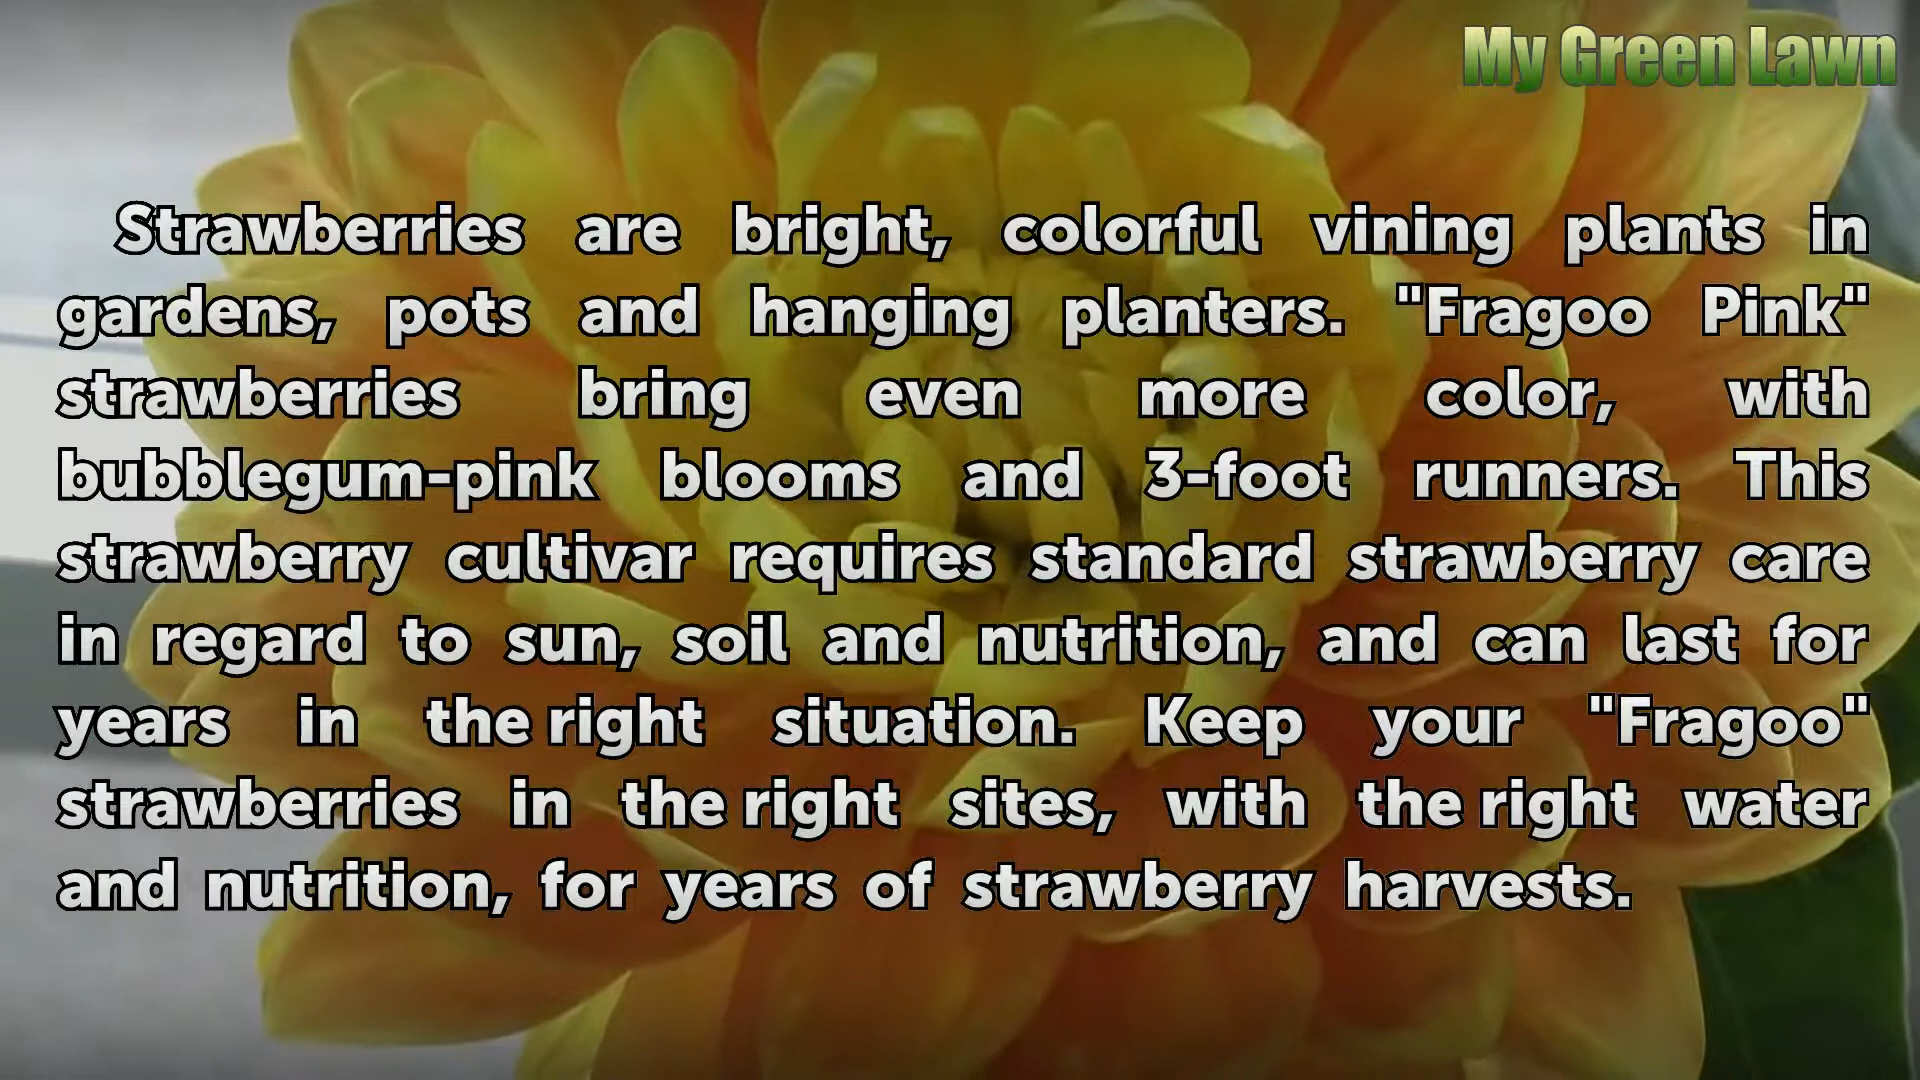 My Green Lawn
Strawberries are bright, colorful vining plants in
gardens, pots and hanging planters. "Fragoo Pink"
strawberries bring even more color, with
bubblegum-pink blooms and 3-foot runners. This
strawberry cultivar requires standard strawberry care
in regard to sun, soil and nutrition, and can last for
years in the right situation. Keep your "Fragoo"
strawberries in the right sites, with the right water
and nutrition, for years of strawberry harvests.